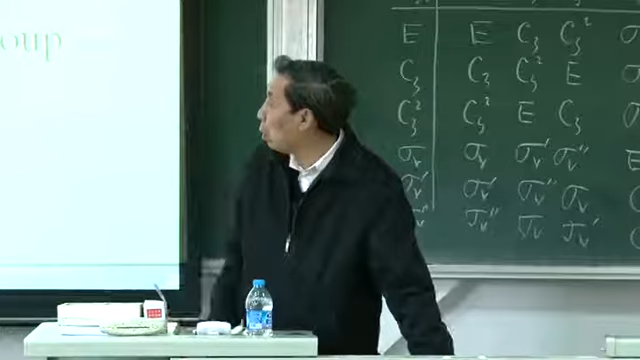 oup
E E C₃ C₃² σ
C₃ C₃ C₃² E σ
C₃² C₃² E C₃ σ
σᵥ σᵥ σᵥ' σᵥ'' E
σᵥ' σᵥ' σᵥ'' σᵥ
σᵥ'' σᵥ'' σᵥ σᵥ'